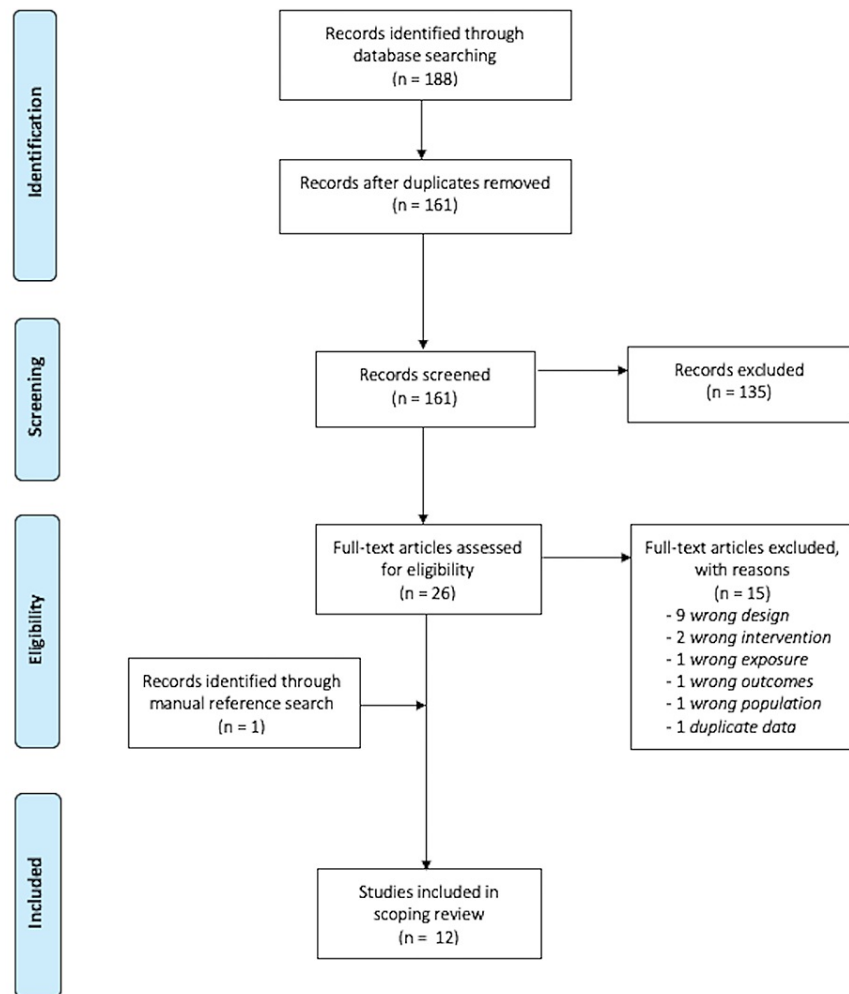 Identification
Records identified through
database searching
(n = 188)
Records after duplicates removed
(n = 161)
Screening
Records screened
(n = 161)
Records excluded
(n = 135)
Eligibility
Full-text articles assessed
for eligibility
(n = 26)
Full-text articles excluded,
with reasons
(n = 15)
- 9 wrong design
- 2 wrong intervention
- 1 wrong exposure
- 1 wrong outcomes
- 1 wrong population
- 1 duplicate data
Records identified through
manual reference search
(n = 1)
Included
Studies included in
scoping review
(n = 12)